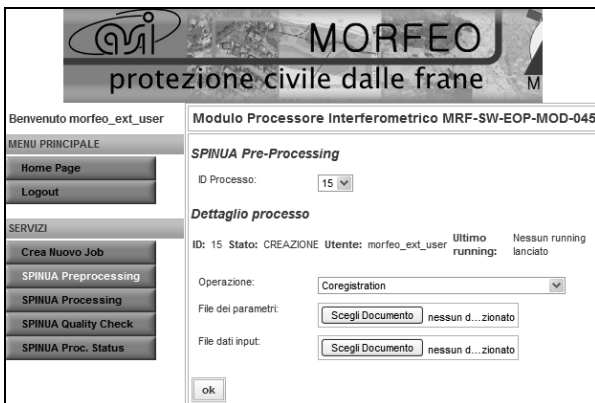 asi
MORFEO
protezione civile dalle frane
M
Benvenuto morfeo_ext_user
MENU PRINCIPALE
Home Page
Logout
SERVIZI
Crea Nuovo Job
SPINUA Preprocessing
SPINUA Processing
SPINUA Quality Check
SPINUA Proc. Status
Modulo Processore Interferometrico MRF-SW-EOP-MOD-045
SPINUA Pre-Processing
ID Processo: 15
Dettaglio processo
ID: 15 Stato: CREAZIONE Utente: morfeo_ext_user Ultimo running: Nessun running lanciato
Operazione: Coregistration
File dei parametri: Scegli Documento nessun d...zionato
File dati input: Scegli Documento nessun d...zionato
ok